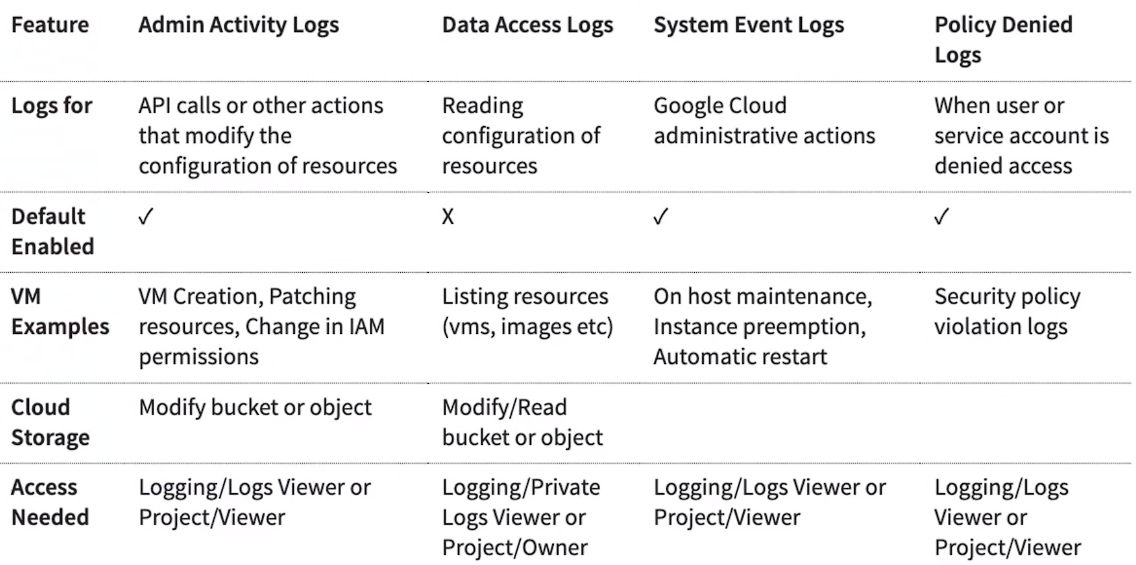 Feature Admin Activity Logs Data Access Logs System Event Logs Policy Denied
Logs
Logs for API calls or other actions Reading Google Cloud When user or
that modify the configuration of administrative actions service account is
configuration of resources resources denied access
Default ✓ X ✓ ✓
Enabled
VM VM Creation, Patching Listing resources On host maintenance, Security policy
Examples resources, Change in IAM (vms, images etc) Instance preemption, violation logs
permissions Automatic restart
Cloud Modify bucket or object Modify/Read
Storage bucket or object
Access Logging/Logs Viewer or Logging/Private Logging/Logs Viewer or Logging/Logs
Needed Project/Viewer Logs Viewer or Project/Viewer Viewer or
Project/Owner Project/Viewer